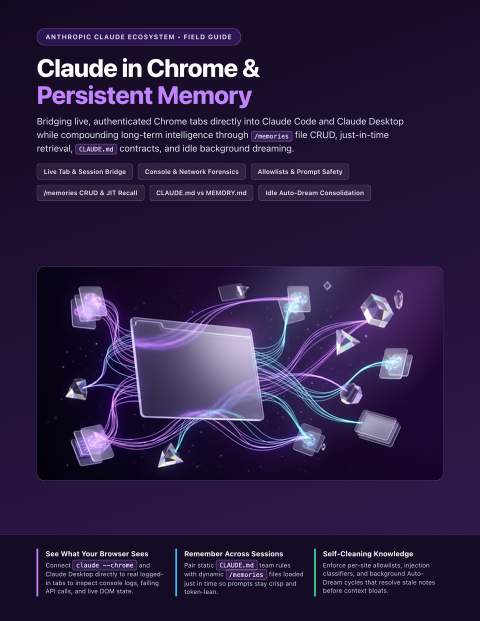 ANTHROPIC CLAUDE ECOSYSTEM • FIELD GUIDE
Claude in Chrome &
Persistent Memory
Bridging live, authenticated Chrome tabs directly into Claude Code and Claude Desktop
while compounding long-term intelligence through /memories file CRUD, just-in-time
retrieval, CLAUDE.md contracts, and idle background dreaming.
Live Tab & Session Bridge
Console & Network Forensics
Allowlists & Prompt Safety
/memories CRUD & JIT Recall
CLAUDE.md vs MEMORY.md
Idle Auto-Dream Consolidation
See What Your Browser Sees
Connect claude --chrome and
Claude Desktop directly to real logged-
in tabs to inspect console logs, failing
API calls, and live DOM state.
Remember Across Sessions
Pair static CLAUDE.md team rules
with dynamic /memories files loaded
just in time so prompts stay crisp and
token-lean.
Self-Cleaning Knowledge
Enforce per-site allowlists, injection
classifiers, and background Auto-
Dream cycles that resolve stale notes
before context bloats.